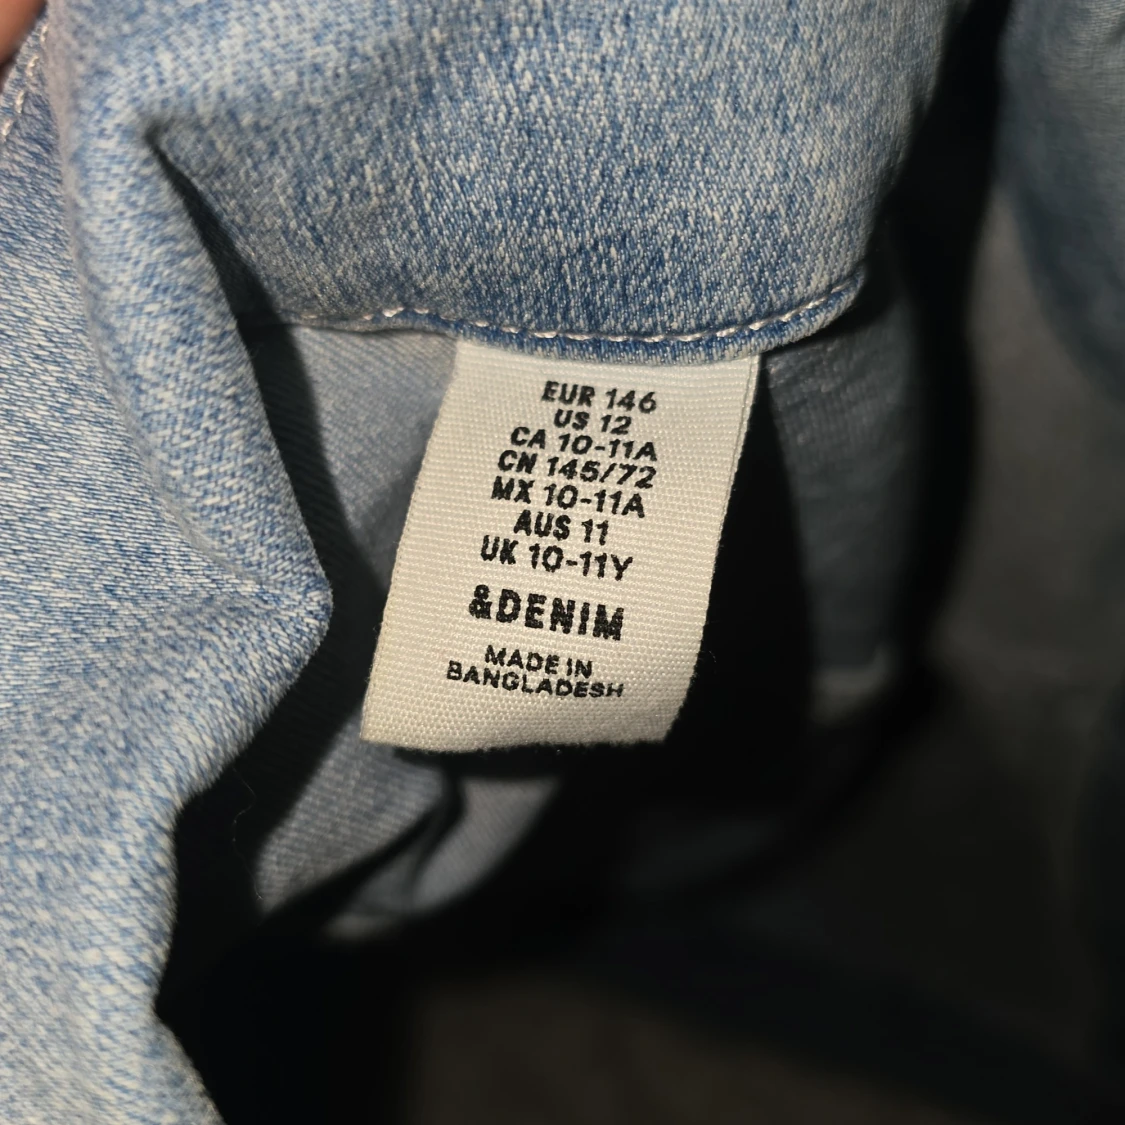 EUR 146
US 12
CA 10-11A
CN 145/72
MX 10-11A
AUS 11
UK 10-11Y
&DENIM
MADE IN
BANGLADESH